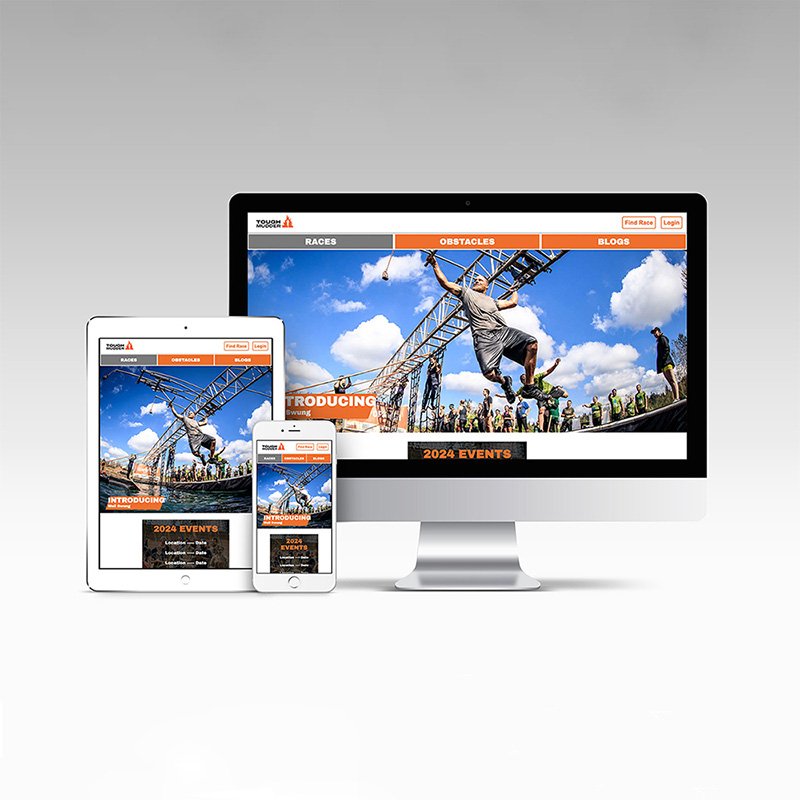 TOUGH
MUDDER
Find Race
Login
RACES
OBSTACLES
BLOGS
TRODUCING
Swung
2024 EVENTS
TOUGH
MUDDER
Find Race
Login
RACES
OBSTACLES
BLOGS
INTRODUCING
Well Swung
2024 EVENTS
Location --- Date
Location --- Date
Location --- Date
TOUGH
MUDDER
Find Race
Login
RACES
OBSTACLES
BLOGS
INTRODUCING
Well Swung
2024
EVENTS
Location --- Date
Location --- Date